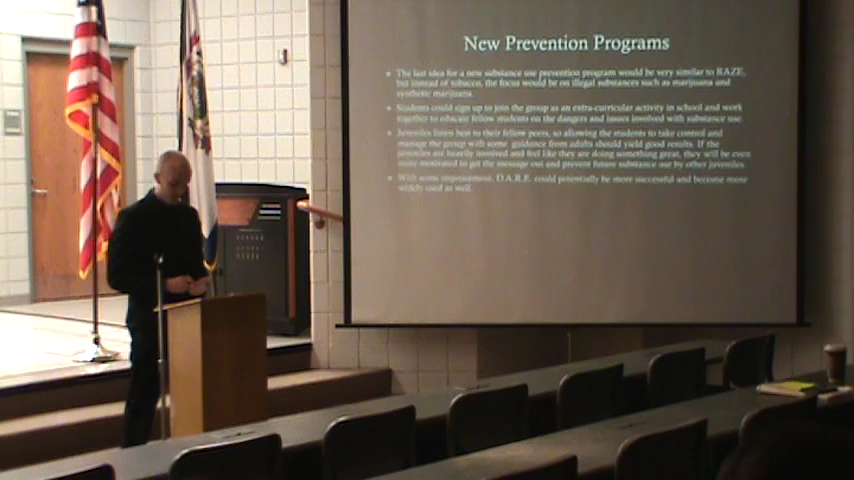 New Prevention Programs
The last idea for a new substance use prevention program would be very similar to RAZE,
but instead of tobacco, the focus would be on illegal substances such as marijuana and
synthetic marijuana.
Students could sign up to join the group as an extra-curricular activity in school and work
together to educate fellow students on the dangers and issues involved with substance use.
Juveniles listen best to their fellow peers, so allowing the students to take control and
manage the group with some guidance from adults should yield good results. If the
juveniles are heavily involved and feel like they are doing something great, they will be even
more motivated to get the message out and prevent future substance use by other juveniles.
With some improvement, D.A.R.E. could potentially be more successful and become more
widely used as well.